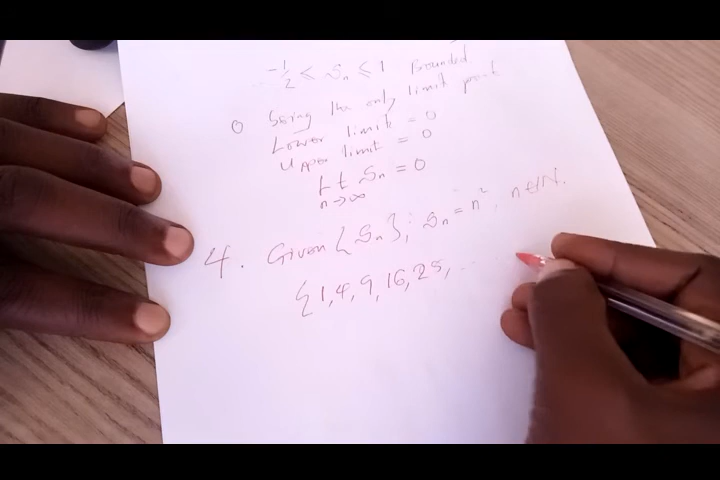 -1/2 ≤ Sn ≤ 1 Bounded
0 being the only limit point
Lower limit = 0
Upper limit = 0
Lt Sn = 0
n→∞
4. Given {Sn}; Sn = n², n∈N.
{1,4,9,16,25,.....